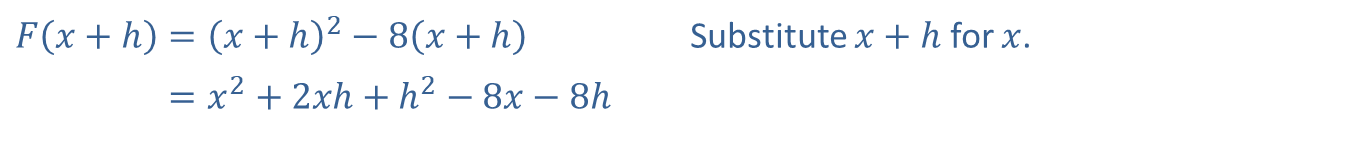 F(x + h) = (x + h)² − 8(x + h) Substitute x + h for x.
= x² + 2xh + h² − 8x − 8h